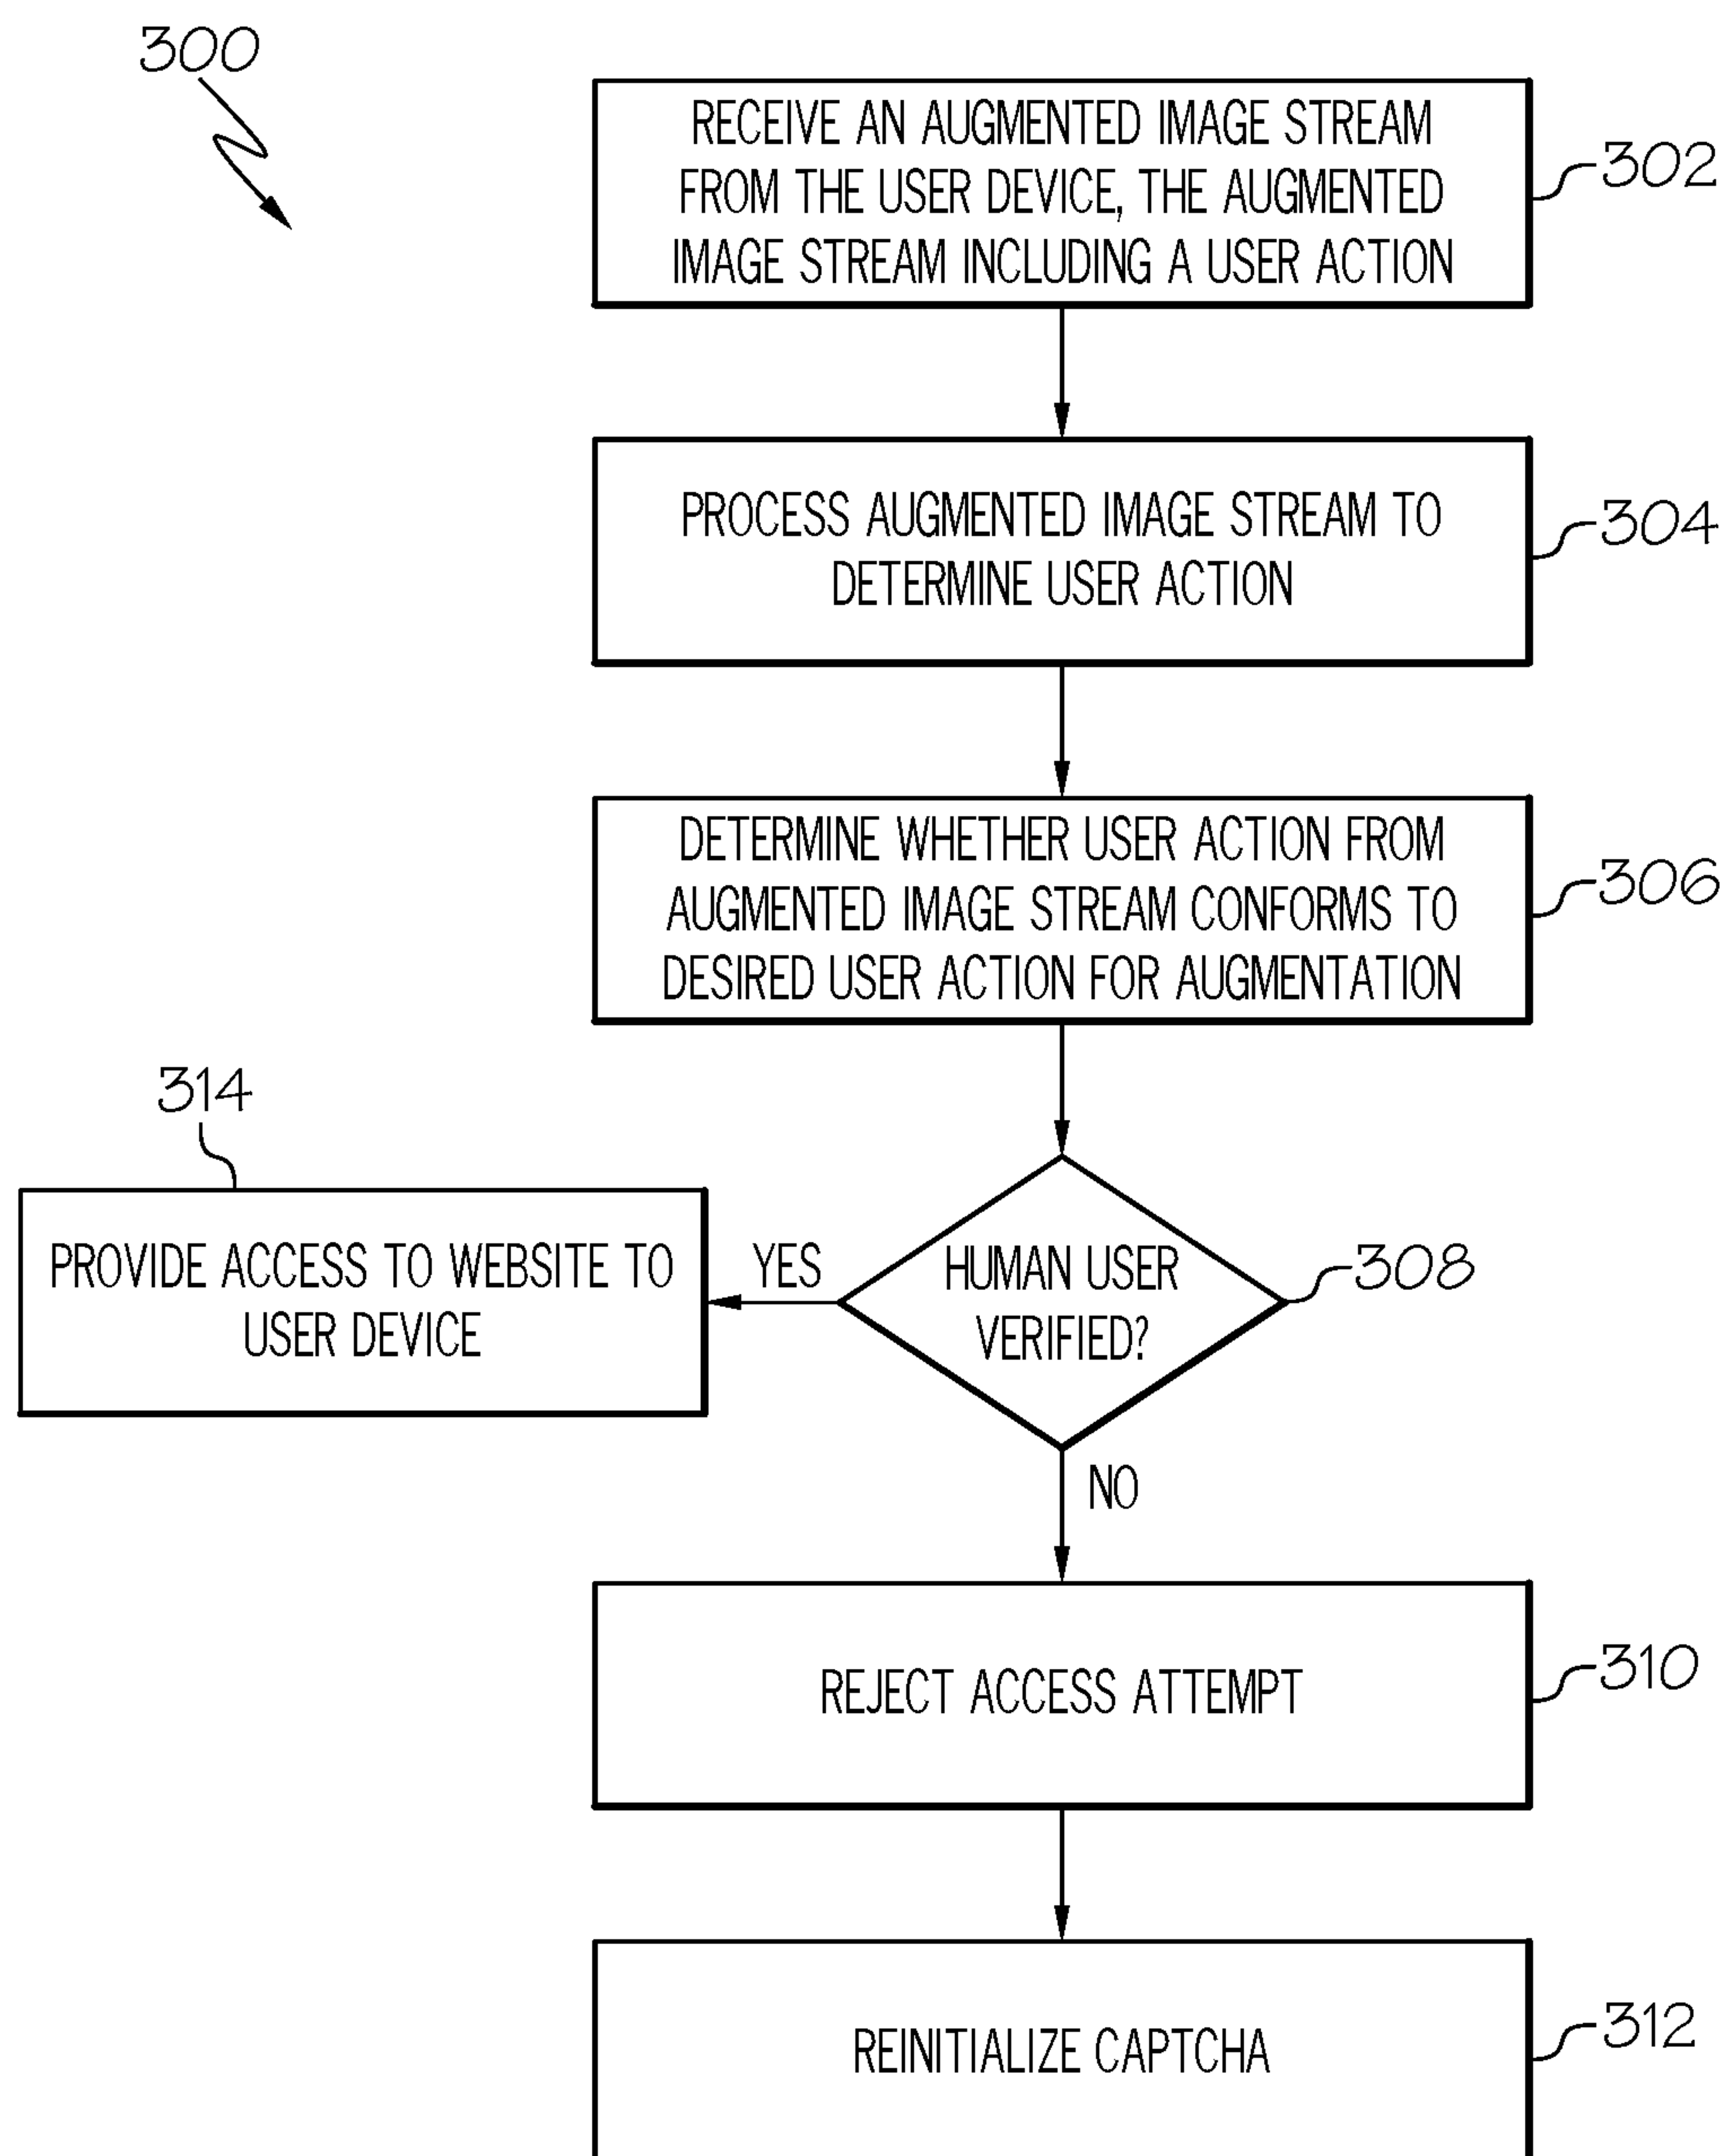 300
RECEIVE AN AUGMENTED IMAGE STREAM
FROM THE USER DEVICE, THE AUGMENTED
IMAGE STREAM INCLUDING A USER ACTION
302
PROCESS AUGMENTED IMAGE STREAM TO
DETERMINE USER ACTION
304
DETERMINE WHETHER USER ACTION FROM
AUGMENTED IMAGE STREAM CONFORMS TO
DESIRED USER ACTION FOR AUGMENTATION
306
314
PROVIDE ACCESS TO WEBSITE TO
USER DEVICE
YES
HUMAN USER
VERIFIED?
308
NO
REJECT ACCESS ATTEMPT
310
REINITIALIZE CAPTCHA
312